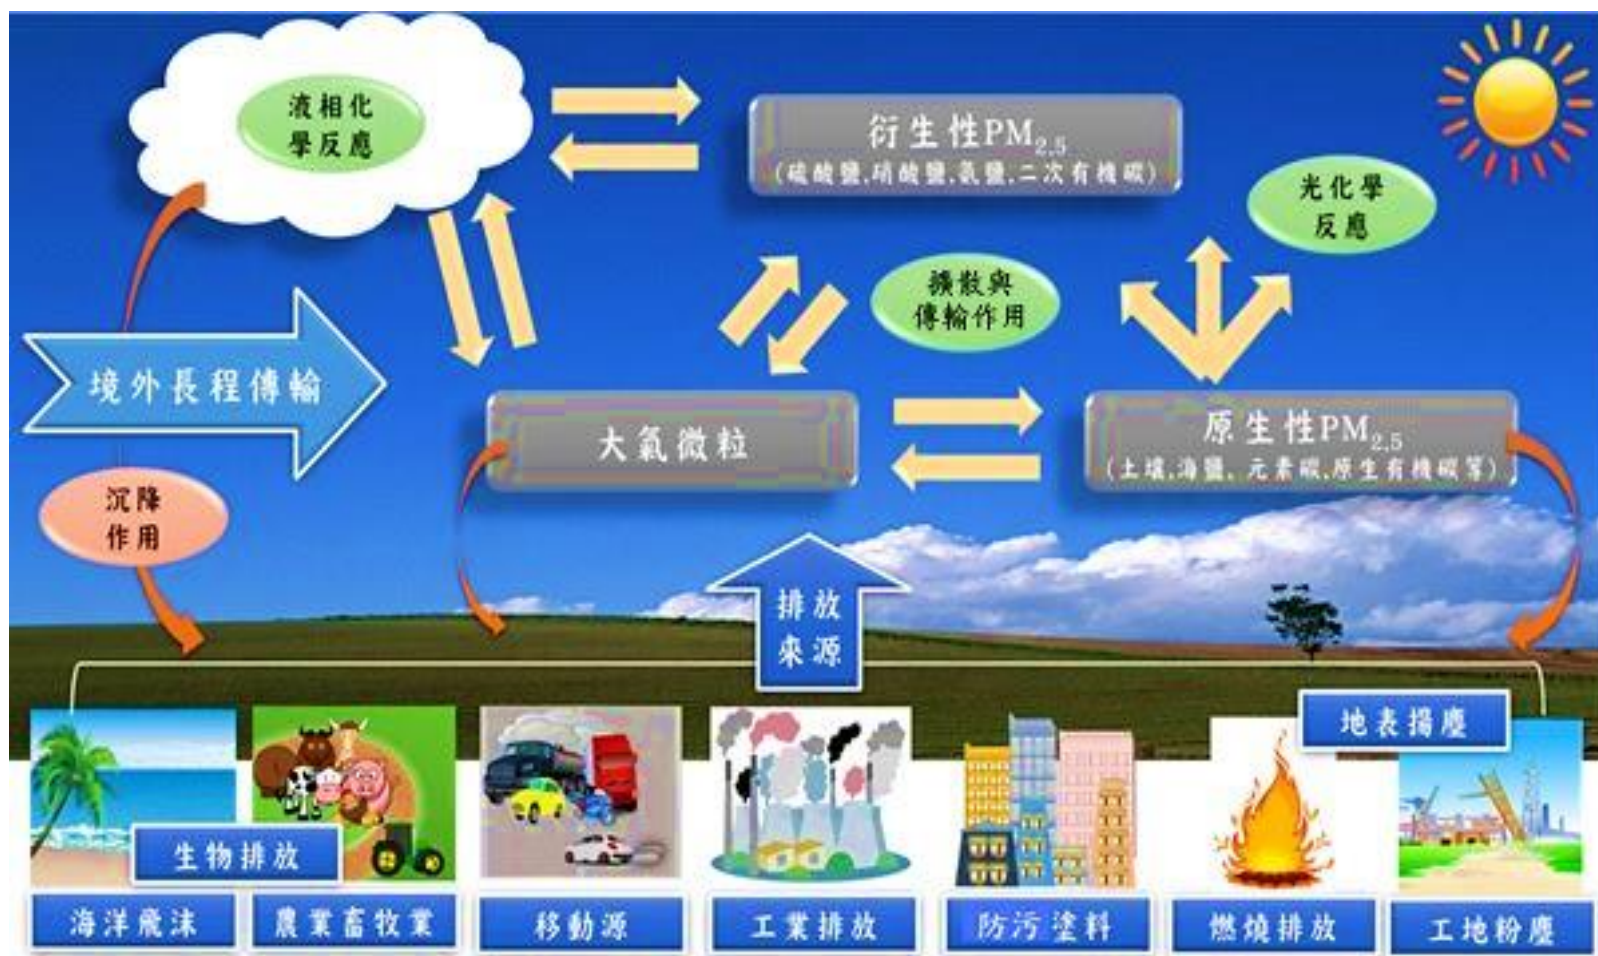 液相化
學反應
衍生性PM2.5
(硫酸鹽.硝酸鹽.氨鹽.二次有機碳)
光化學
反應
擴散與
傳輸作用
境外長程傳輸
大氣微粒
原生性PM2.5
(土壤.海鹽. 元素碳.原生有機碳等)
沉降
作用
排放
來源
地表揚塵
生物排放
海洋飛沫
農業畜牧業
移動源
工業排放
防污塗料
燃燒排放
工地粉塵